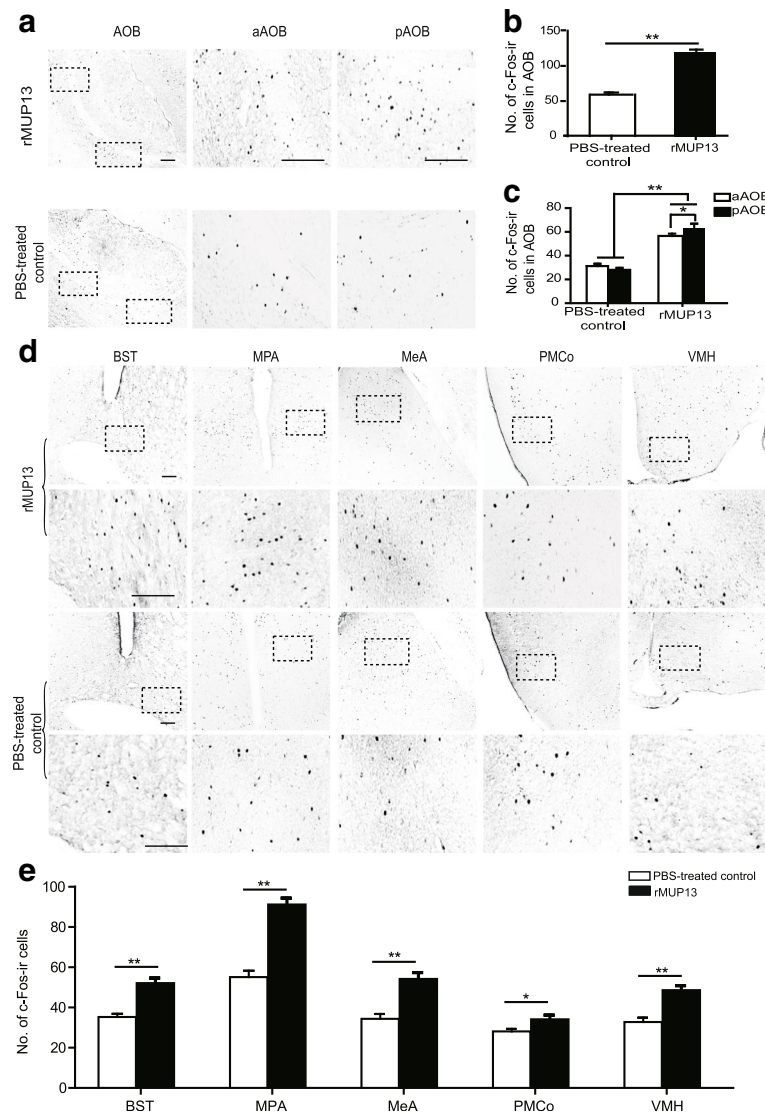 a
AOB
aAOB
pAOB
rMUP13
PBS-treated
control
b
No. of c-Fos-ir
cells in AOB
150
100
50
0
**
PBS-treated
control
rMUP13
c
No. of c-Fos-ir
cells in AOB
80
60
40
20
0
**
*
aAOB
pAOB
PBS-treated
control
rMUP13
d
BST
MPA
MeA
PMCo
VMH
rMUP13
PBS-treated
control
e
No. of c-Fos-ir cells
100
80
60
40
20
0
PBS-treated control
rMUP13
**
**
**
*
**
BST
MPA
MeA
PMCo
VMH